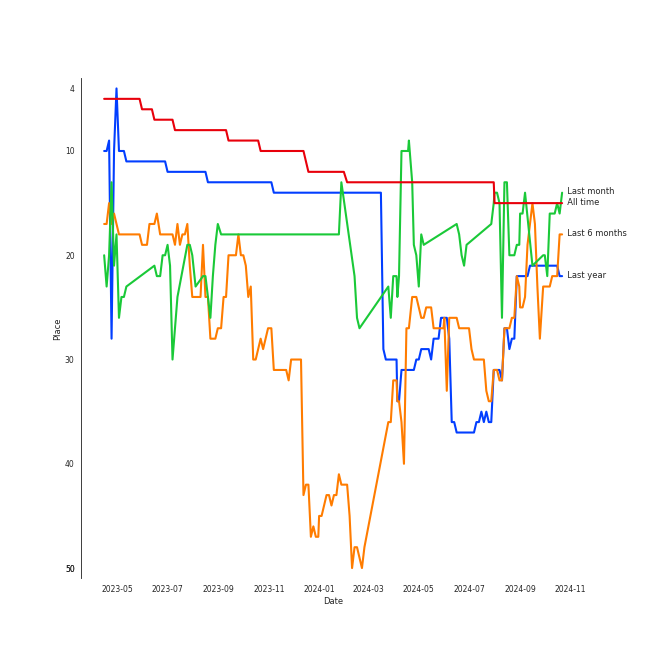 4
10
20
30
40
50
Place
2023-05
2023-07
2023-09
2023-11
2024-01
2024-03
2024-05
2024-07
2024-09
2024-11
Date
Last month
All time
Last 6 months
Last year